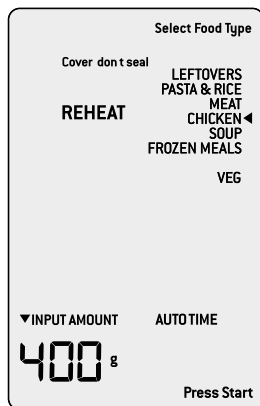 Select Food Type
Cover don t seal
LEFTOVERS
PASTA & RICE
MEAT
REHEAT
CHICKEN◀
SOUP
FROZEN MEALS
VEG
▼INPUT AMOUNT AUTO TIME
400 g
Press Start